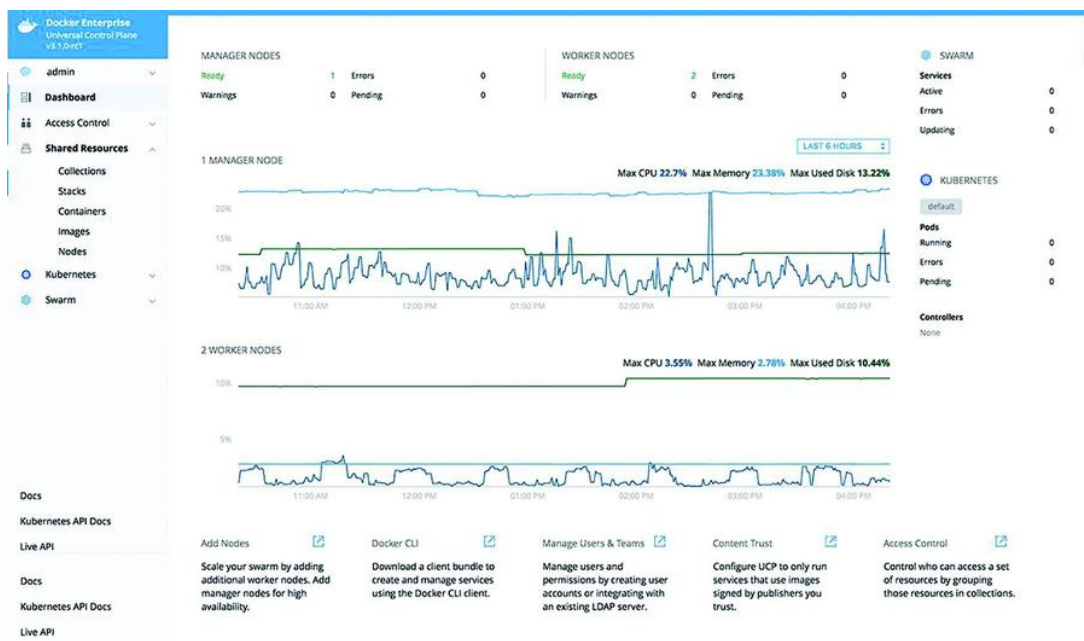 Docker Enterprise
Universal Control Plane
v3.1.0-rc1
admin
Dashboard
Access Control
Shared Resources
Collections
Stacks
Containers
Images
Nodes
Kubernetes
Swarm
Docs
Kubernetes API Docs
Live API
Docs
Kubernetes API Docs
Live API
MANAGER NODES
Ready 1 Errors 0
Warnings 0 Pending 0
WORKER NODES
Ready 2 Errors 0
Warnings 0 Pending 0
LAST 6 HOURS
1 MANAGER NODE
Max CPU 22.7% Max Memory 23.38% Max Used Disk 13.22%
20%
15%
10%
11:00 AM 12:00 PM 01:00 PM 02:00 PM 03:00 PM 04:00 PM
2 WORKER NODES
Max CPU 3.55% Max Memory 2.78% Max Used Disk 10.44%
10%
5%
11:00 AM 12:00 PM 01:00 PM 02:00 PM 03:00 PM 04:00 PM
SWARM
Services
Active 0
Errors 0
Updating 0
KUBERNETES
default
Pods
Running 0
Errors 0
Pending 0
Controllers
None
Add Nodes
Scale your swarm by adding
additional worker nodes. Add
manager nodes for high
availability.
Docker CLI
Download a client bundle to
create and manage services
using the Docker CLI client.
Manage Users & Teams
Manage users and
permissions by creating user
accounts or integrating with
an existing LDAP server.
Content Trust
Configure UCP to only run
services that use images
signed by publishers you
trust.
Access Control
Control who can access a set
of resources by grouping
those resources in collections.